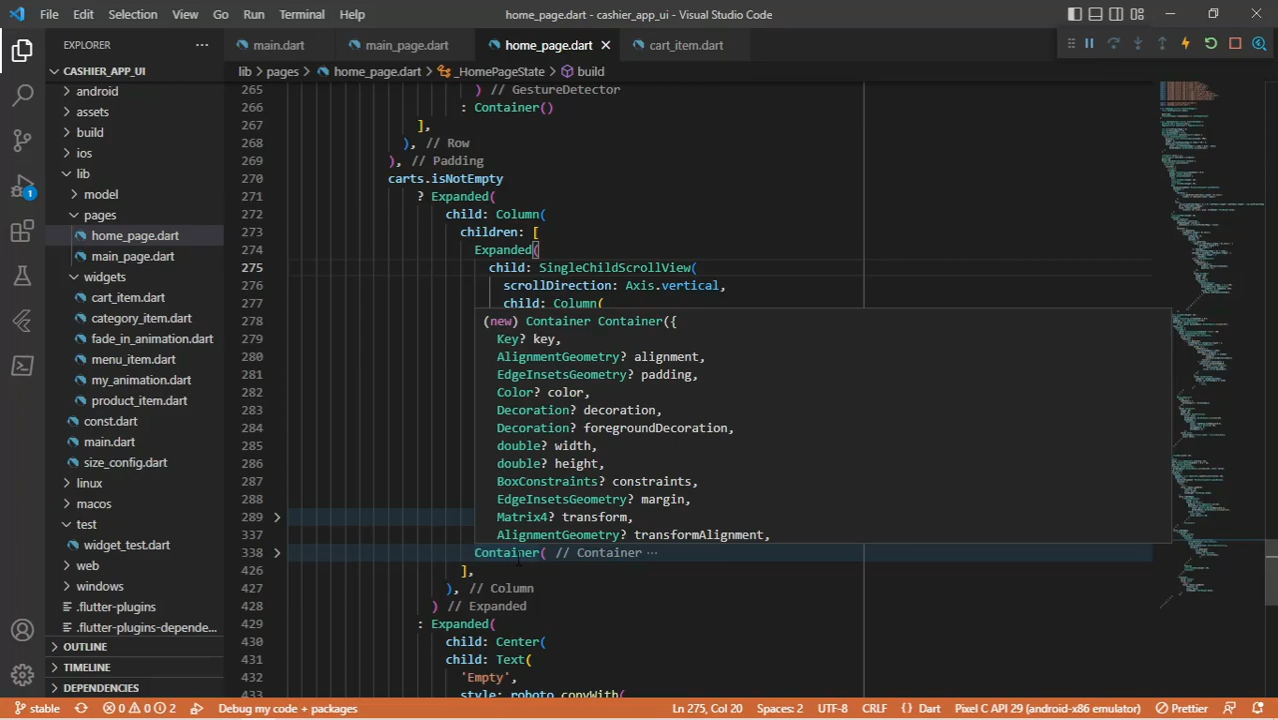 File Edit Selection View Go Run Terminal Help
home_page.dart - cashier_app_ui - Visual Studio Code
EXPLORER
main.dart main_page.dart home_page.dart cart_item.dart
CASHIER_APP_UI
lib > pages > home_page.dart > _HomePageState > build
android
assets
build
ios
lib
model
pages
home_page.dart
main_page.dart
widgets
cart_item.dart
category_item.dart
fade_in_animation.dart
menu_item.dart
my_animation.dart
product_item.dart
const.dart
main.dart
size_config.dart
linux
macos
test
widget_test.dart
web
windows
.flutter-plugins
.flutter-plugins-depende...
OUTLINE
TIMELINE
DEPENDENCIES
1
265 ) // GestureDetector
266 : Container()
267 ],
268 ), // Row
269 ), // Padding
270 carts.isNotEmpty
271 ? Expanded(
272 child: Column(
273 children: [
274 Expanded(
275 child: SingleChildScrollView(
276 scrollDirection: Axis.vertical,
277 child: Column(
278 (new) Container Container({
279 Key? key,
280 AlignmentGeometry? alignment,
281 EdgeInsetsGeometry? padding,
282 Color? color,
283 Decoration? decoration,
284 Decoration? foregroundDecoration,
285 double? width,
286 double? height,
287 BoxConstraints? constraints,
288 EdgeInsetsGeometry? margin,
289 Matrix4? transform,
337 AlignmentGeometry? transformAlignment,
338 Container( // Container ...
426 ],
427 ), // Column
428 ) // Expanded
429 : Expanded(
430 child: Center(
431 child: Text(
432 'Empty',
433 style: roboto.copyWith(
stable 0 0 2 Debug my code + packages Ln 275, Col 20 Spaces: 2 UTF-8 CRLF {} Dart Pixel C API 29 (android-x86 emulator) Prettier